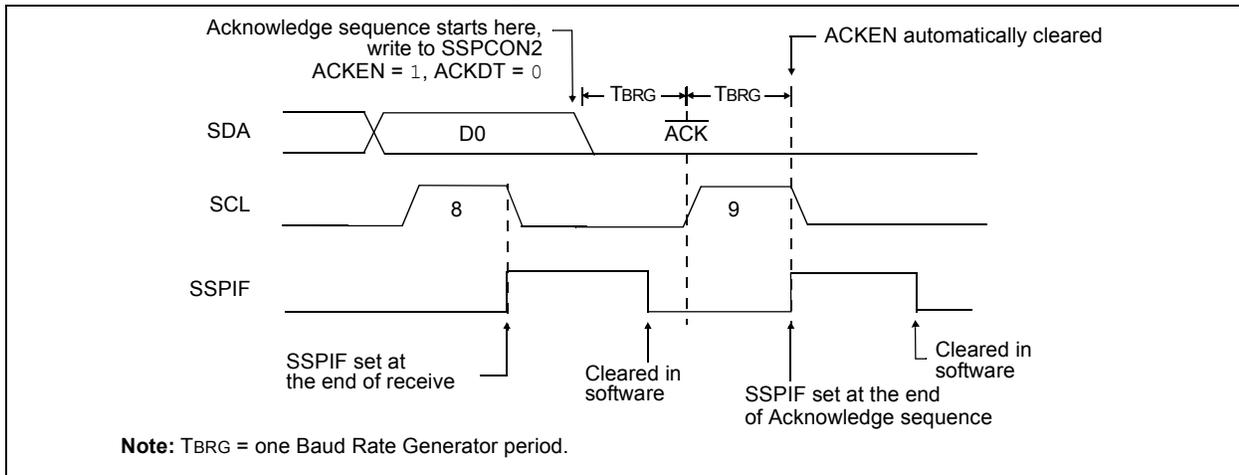 Acknowledge sequence starts here,
write to SSPCON2
ACKEN = 1, ACKDT = 0
ACKEN automatically cleared
TBRG
TBRG
SDA
D0
ACK
SCL
8
9
SSPIF
SSPIF set at
the end of receive
Cleared in
software
SSPIF set at the end
of Acknowledge sequence
Cleared in
software
Note: TBRG = one Baud Rate Generator period.